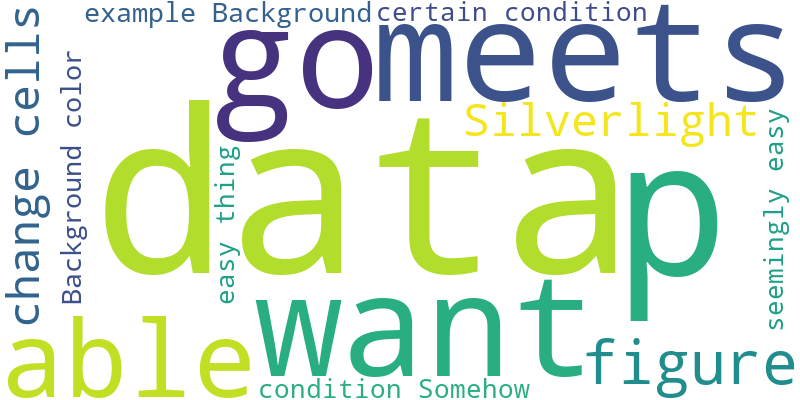 example Background
certain condition
go
meets
change cells
Background color
Silverlight
data
p
easy thing
seemingly easy
want
able
figure
condition Somehow